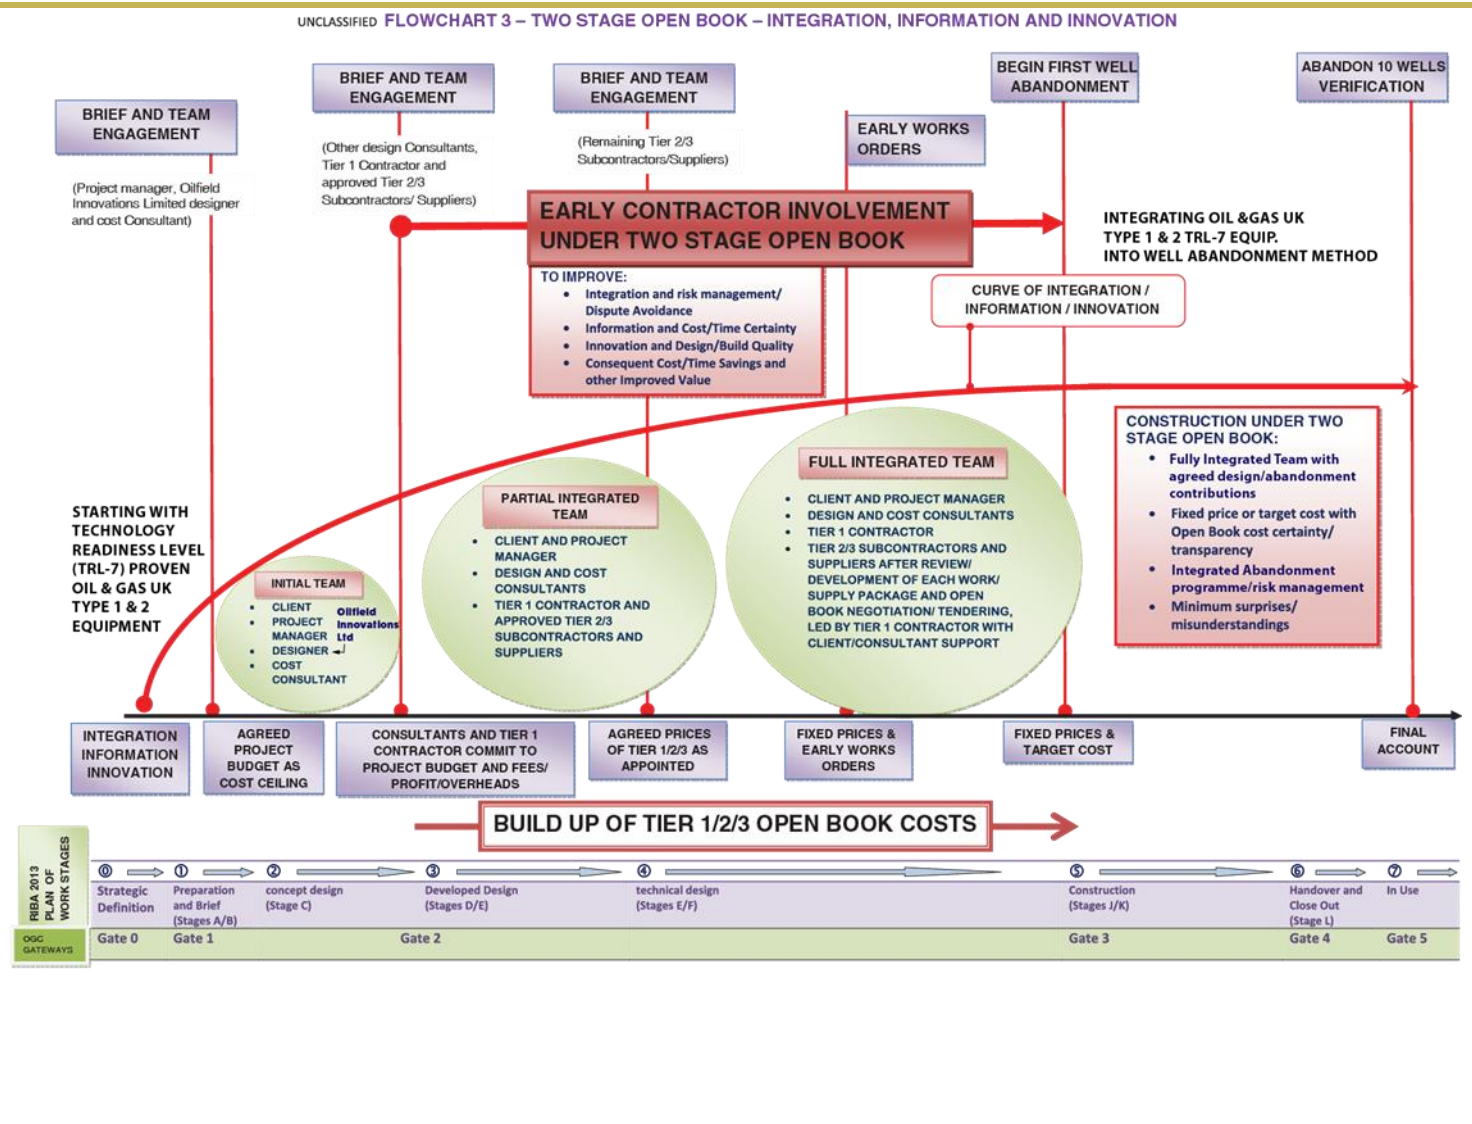 UNCLASSIFIED FLOWCHART 3 – TWO STAGE OPEN BOOK – INTEGRATION, INFORMATION AND INNOVATION
BRIEF AND TEAM
ENGAGEMENT
(Project manager, Oilfield
Innovations Limited designer
and cost Consultant)
BRIEF AND TEAM
ENGAGEMENT
(Other design Consultants,
Tier 1 Contractor and
approved Tier 2/3
Subcontractors/ Suppliers)
BRIEF AND TEAM
ENGAGEMENT
(Remaining Tier 2/3
Subcontractors/Suppliers)
EARLY WORKS
ORDERS
BEGIN FIRST WELL
ABANDONMENT
ABANDON 10 WELLS
VERIFICATION
EARLY CONTRACTOR INVOLVEMENT
UNDER TWO STAGE OPEN BOOK
TO IMPROVE:
• Integration and risk management/
Dispute Avoidance
• Information and Cost/Time Certainty
• Innovation and Design/Build Quality
• Consequent Cost/Time Savings and
other Improved Value
INTEGRATING OIL &GAS UK
TYPE 1 & 2 TRL-7 EQUIP.
INTO WELL ABANDONMENT METHOD
CURVE OF INTEGRATION /
INFORMATION / INNOVATION
STARTING WITH
TECHNOLOGY
READINESS LEVEL
(TRL-7) PROVEN
OIL & GAS UK
TYPE 1 & 2
EQUIPMENT
INITIAL TEAM
• CLIENT
• PROJECT
MANAGER
• DESIGNER
• COST
CONSULTANT
Oilfield
Innovations
Ltd
PARTIAL INTEGRATED
TEAM
• CLIENT AND PROJECT
MANAGER
• DESIGN AND COST
CONSULTANTS
• TIER 1 CONTRACTOR AND
APPROVED TIER 2/3
SUBCONTRACTORS AND
SUPPLIERS
FULL INTEGRATED TEAM
• CLIENT AND PROJECT MANAGER
• DESIGN AND COST CONSULTANTS
• TIER 1 CONTRACTOR
• TIER 2/3 SUBCONTRACTORS AND
SUPPLIERS AFTER REVIEW/
DEVELOPMENT OF EACH WORK/
SUPPLY PACKAGE AND OPEN
BOOK NEGOTIATION/ TENDERING,
LED BY TIER 1 CONTRACTOR WITH
CLIENT/CONSULTANT SUPPORT
CONSTRUCTION UNDER TWO
STAGE OPEN BOOK:
• Fully Integrated Team with
agreed design/abandonment
contributions
• Fixed price or target cost with
Open Book cost certainty/
transparency
• Integrated Abandonment
programme/risk management
• Minimum surprises/
misunderstandings
INTEGRATION
INFORMATION
INNOVATION
AGREED
PROJECT
BUDGET AS
COST CEILING
CONSULTANTS AND TIER 1
CONTRACTOR COMMIT TO
PROJECT BUDGET AND FEES/
PROFIT/OVERHEADS
AGREED PRICES
OF TIER 1/2/3 AS
APPOINTED
FIXED PRICES &
EARLY WORKS
ORDERS
FIXED PRICES &
TARGET COST
FINAL
ACCOUNT
BUILD UP OF TIER 1/2/3 OPEN BOOK COSTS
RIBA 2013
PLAN OF
WORK STAGES
0 1 2 3 4 5 6 7
Strategic
Definition
Preparation
and Brief
(Stages A/B)
concept design
(Stage C)
Developed Design
(Stages D/E)
technical design
(Stages E/F)
Construction
(Stages J/K)
Handover and
Close Out
(Stage L)
In Use
OGC
GATEWAYS
Gate 0 Gate 1 Gate 2 Gate 3 Gate 4 Gate 5